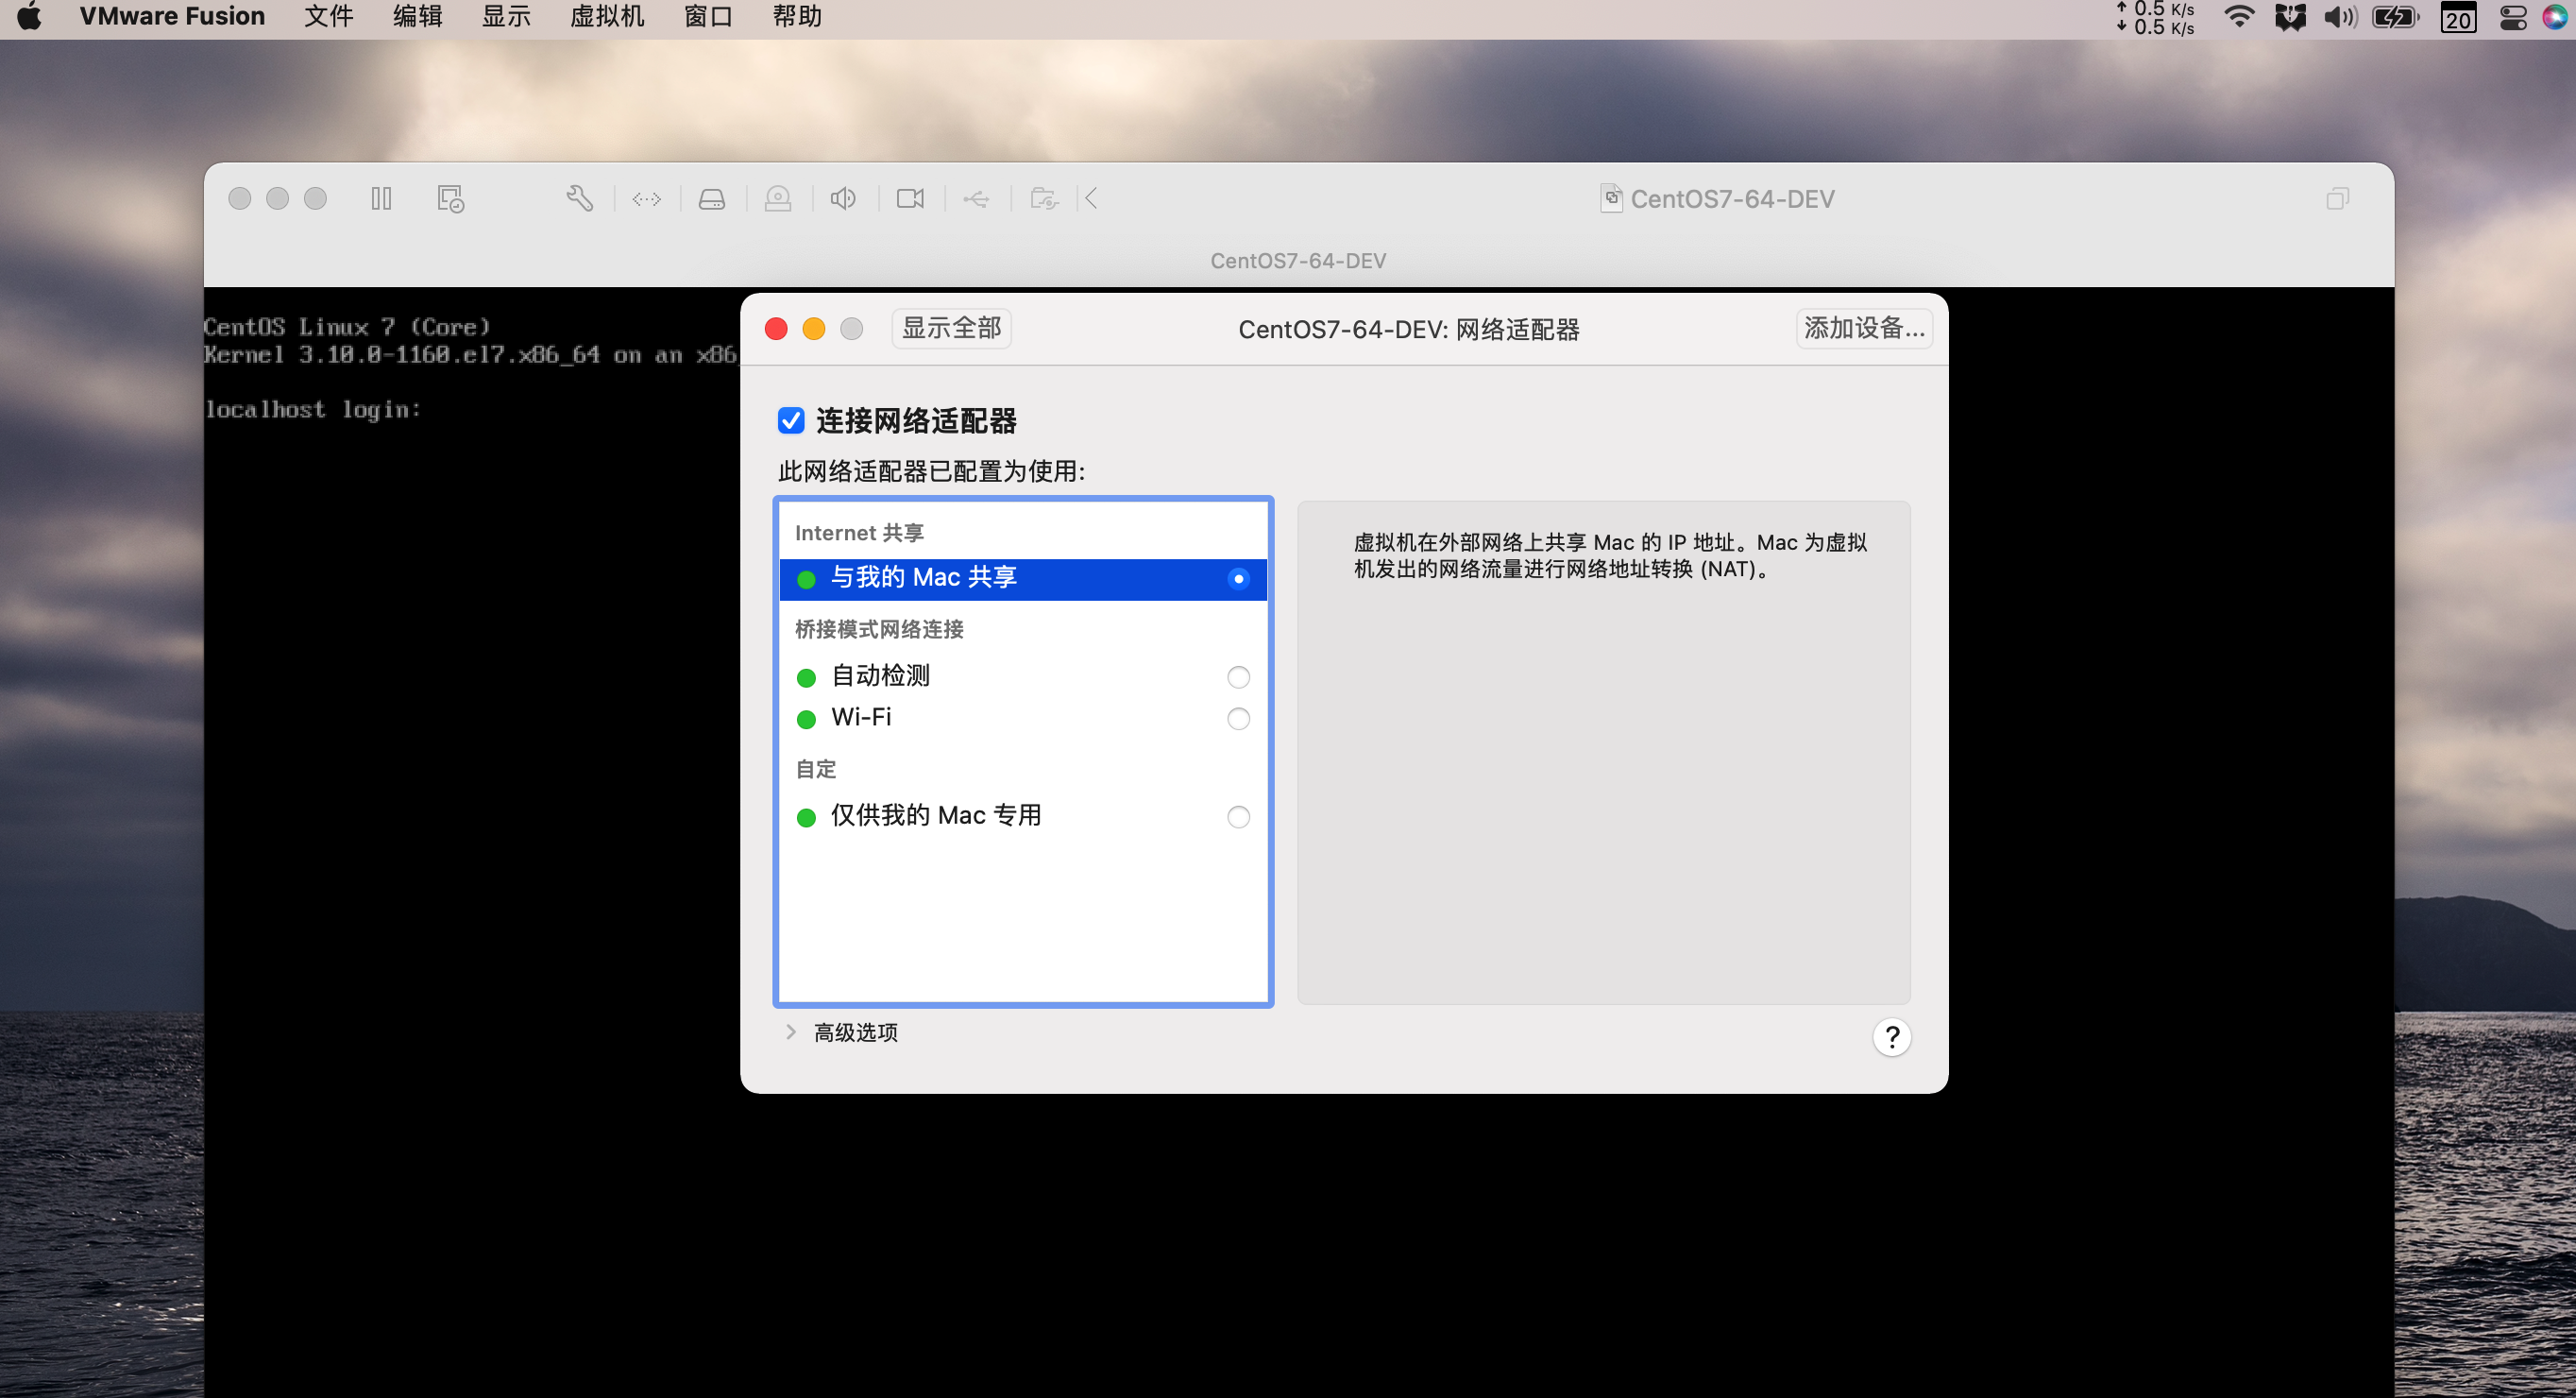 VMware Fusion 文件 编辑 显示 虚拟机 窗口 帮助
0.5 K/s
0.5 K/s
20
CentOS7-64-DEV
CentOS7-64-DEV
CentOS Linux 7 (Core)
Kernel 3.10.0-1160.el7.x86_64 on an x86_
localhost login:
显示全部
CentOS7-64-DEV: 网络适配器
添加设备...
连接网络适配器
此网络适配器已配置为使用:
Internet 共享
与我的 Mac 共享
桥接模式网络连接
自动检测
Wi-Fi
自定
仅供我的 Mac 专用
虚拟机在外部网络上共享 Mac 的 IP 地址。Mac 为虚拟
机发出的网络流量进行网络地址转换 (NAT)。
高级选项
?